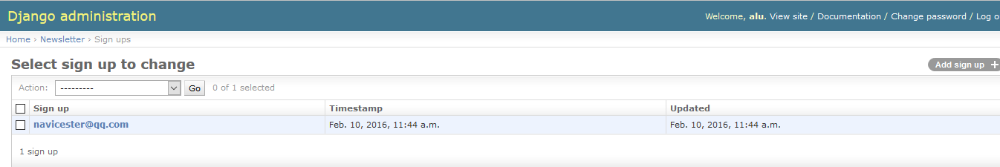 Django administration
Welcome, alu. View site / Documentation / Change password / Log o
Home › Newsletter › Sign ups
Select sign up to change
Add sign up +
Action: --------- Go 0 of 1 selected
Sign up Timestamp Updated
navicester@qq.com Feb. 10, 2016, 11:44 a.m. Feb. 10, 2016, 11:44 a.m.
1 sign up